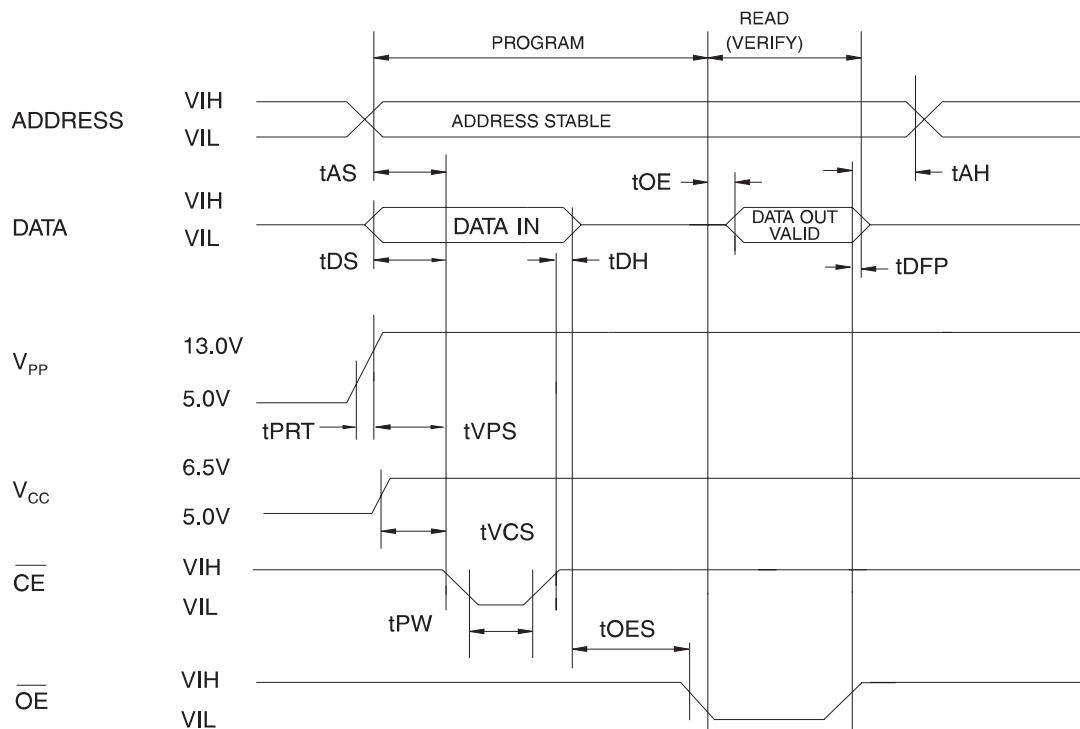 READ
PROGRAM (VERIFY)
VIH
ADDRESS
ADDRESS STABLE
VIL
tAS tOE tAH
VIH
DATA DATA IN DATA OUT
VIL VALID
tDS tDH tDFP
13.0V
VPP
5.0V
tPRT tVPS
6.5V
VCC
5.0V
tVCS
VIH
CE
VIL
tPW tOES
VIH
OE
VIL